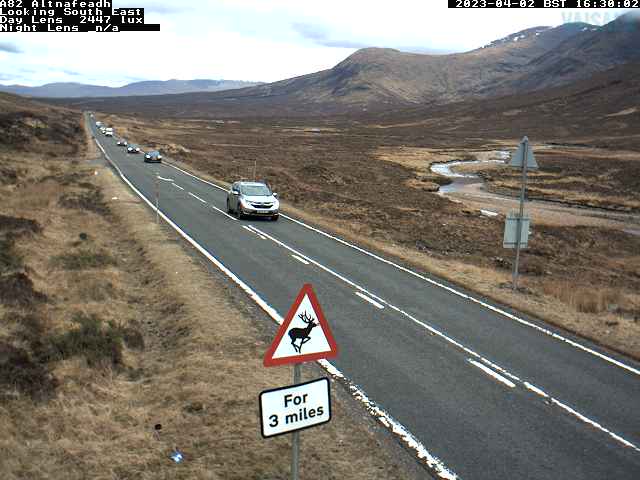 A82 Altnafeadh
Looking South East
Day Lens 2447 lux
Night Lens n/a
2023-04-02 BST 16:30:02
VAISALA
For
3 miles